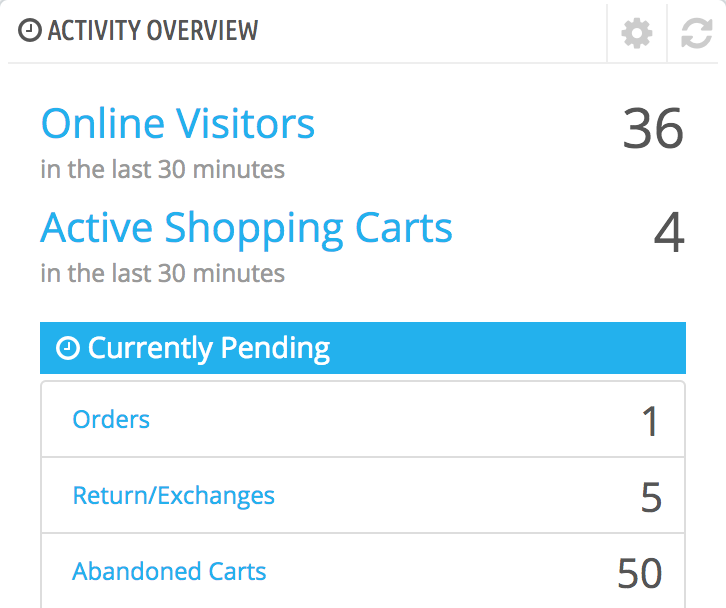 ACTIVITY OVERVIEW
Online Visitors 36
in the last 30 minutes
Active Shopping Carts 4
in the last 30 minutes
Currently Pending
Orders 1
Return/Exchanges 5
Abandoned Carts 50